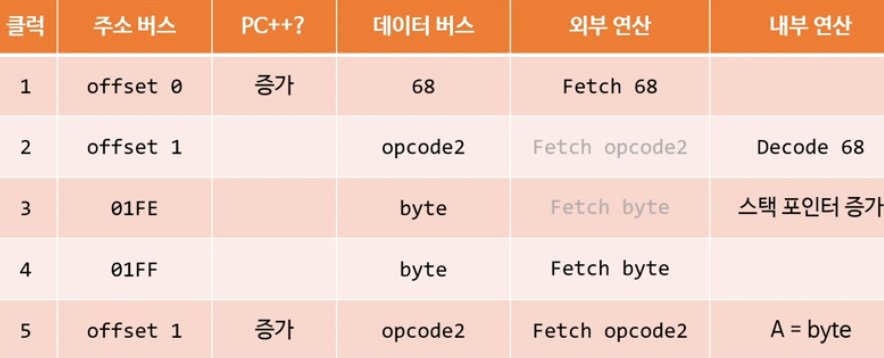 클럭 주소 버스 PC++? 데이터 버스 외부 연산 내부 연산
1 offset 0 증가 68 Fetch 68
2 offset 1 opcode2 Fetch opcode2 Decode 68
3 01FE byte Fetch byte 스택 포인터 증가
4 01FF byte Fetch byte
5 offset 1 증가 opcode2 Fetch opcode2 A = byte